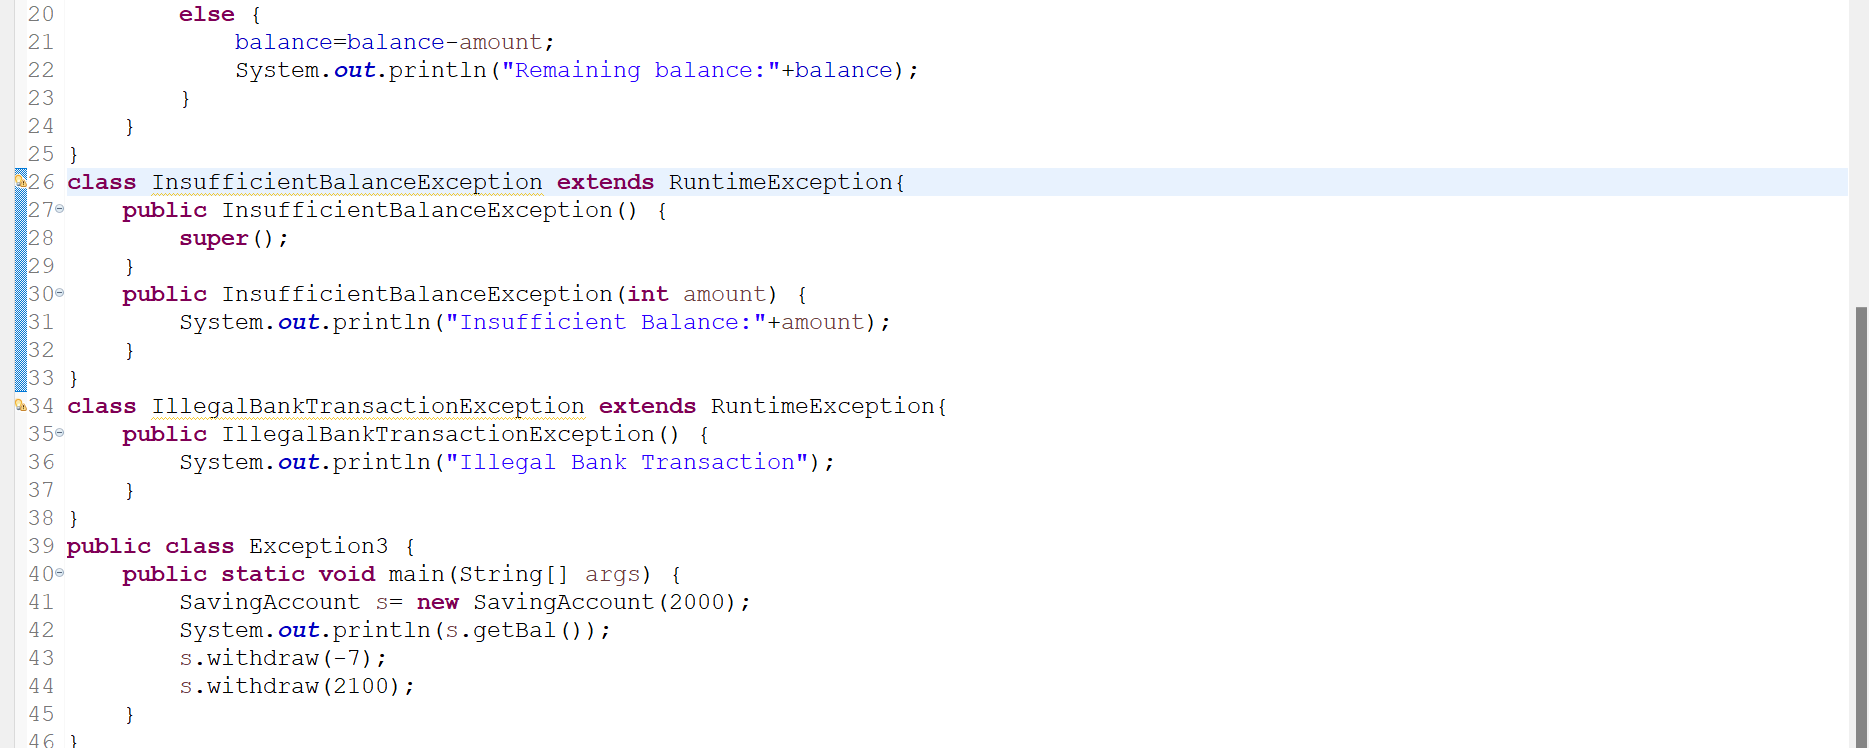 20 else {
21 balance=balance-amount;
22 System.out.println("Remaining balance:"+balance);
23 }
24 }
25 }
26 class InsufficientBalanceException extends RuntimeException{
27 public InsufficientBalanceException() {
28 super();
29 }
30 public InsufficientBalanceException(int amount) {
31 System.out.println("Insufficient Balance:"+amount);
32 }
33 }
34 class IllegalBankTransactionException extends RuntimeException{
35 public IllegalBankTransactionException() {
36 System.out.println("Illegal Bank Transaction");
37 }
38 }
39 public class Exception3 {
40 public static void main(String[] args) {
41 SavingAccount s= new SavingAccount(2000);
42 System.out.println(s.getBal());
43 s.withdraw(-7);
44 s.withdraw(2100);
45 }
46 }